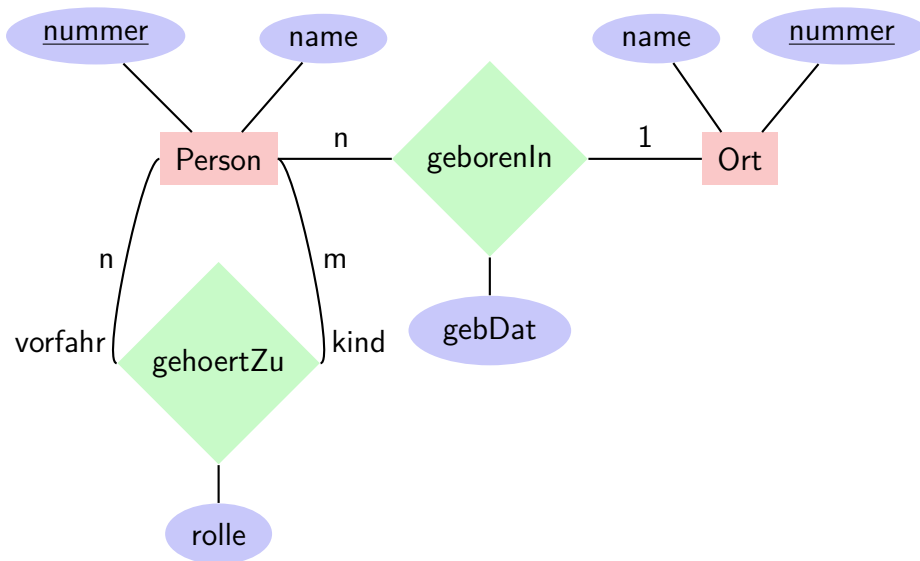 nummer
name
name
nummer
Person
n
geborenIn
1
Ort
n
m
gebDat
vorfahr
kind
gehoertZu
rolle